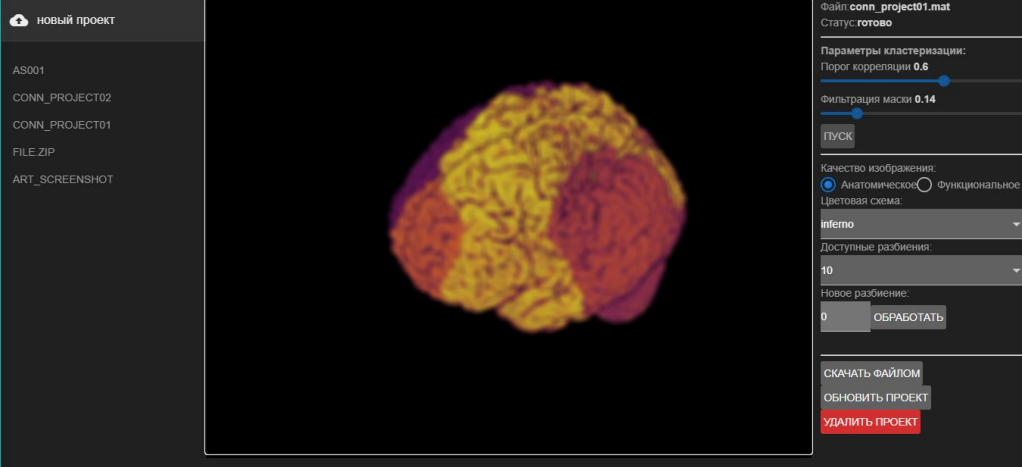 новый проект
AS001
CONN_PROJECT02
CONN_PROJECT01
FILE.ZIP
ART_SCREENSHOT
Файл:conn_project01.mat
Статус:готово
Параметры кластеризации:
Порог корреляции 0.6
Фильтрация маски 0.14
ПУСК
Качество изображения:
Анатомическое Функциональное
Цветовая схема:
inferno
Доступные разбиения:
10
Новое разбиение:
0 ОБРАБОТАТЬ
СКАЧАТЬ ФАЙЛОМ
ОБНОВИТЬ ПРОЕКТ
УДАЛИТЬ ПРОЕКТ